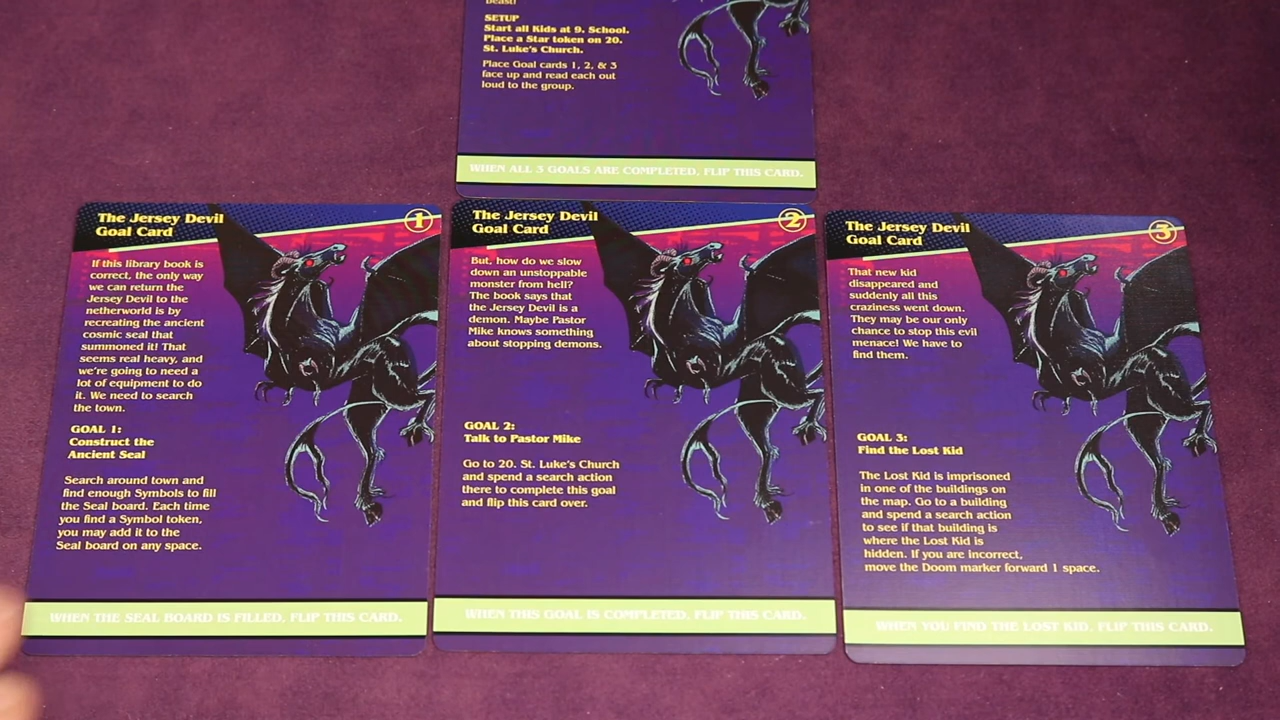 beast!
SETUP
Start all Kids at 9. School.
Place a Star token on 20.
St. Luke's Church.
Place Goal cards 1, 2, & 3
face up and read each out
loud to the group.
WHEN ALL 3 GOALS ARE COMPLETED, FLIP THIS CARD.
The Jersey Devil
Goal Card
1
If this library book is
correct, the only way
we can return the
Jersey Devil to the
netherworld is by
recreating the ancient
cosmic seal that
summoned it! That
seems real heavy, and
we're going to need a
lot of equipment to do
it. We need to search
the town.
GOAL 1:
Construct the
Ancient Seal
Search around town and
find enough Symbols to fill
the Seal board. Each time
you find a Symbol token,
you may add it to the
Seal board on any space.
WHEN THE SEAL BOARD IS FILLED, FLIP THIS CARD.
The Jersey Devil
Goal Card
2
But, how do we slow
down an unstoppable
monster from hell?
The book says that
the Jersey Devil is a
demon. Maybe Pastor
Mike knows something
about stopping demons.
GOAL 2:
Talk to Pastor Mike
Go to 20. St. Luke's Church
and spend a search action
there to complete this goal
and flip this card over.
WHEN THIS GOAL IS COMPLETED, FLIP THIS CARD.
The Jersey Devil
Goal Card
3
That new kid
disappeared and
suddenly all this
craziness went down.
They may be our only
chance to stop this evil
menace! We have to
find them.
GOAL 3:
Find the Lost Kid
The Lost Kid is imprisoned
in one of the buildings on
the map. Go to a building
and spend a search action
to see if that building is
where the Lost Kid is
hidden. If you are incorrect,
move the Doom marker forward 1 space.
WHEN YOU FIND THE LOST KID, FLIP THIS CARD.